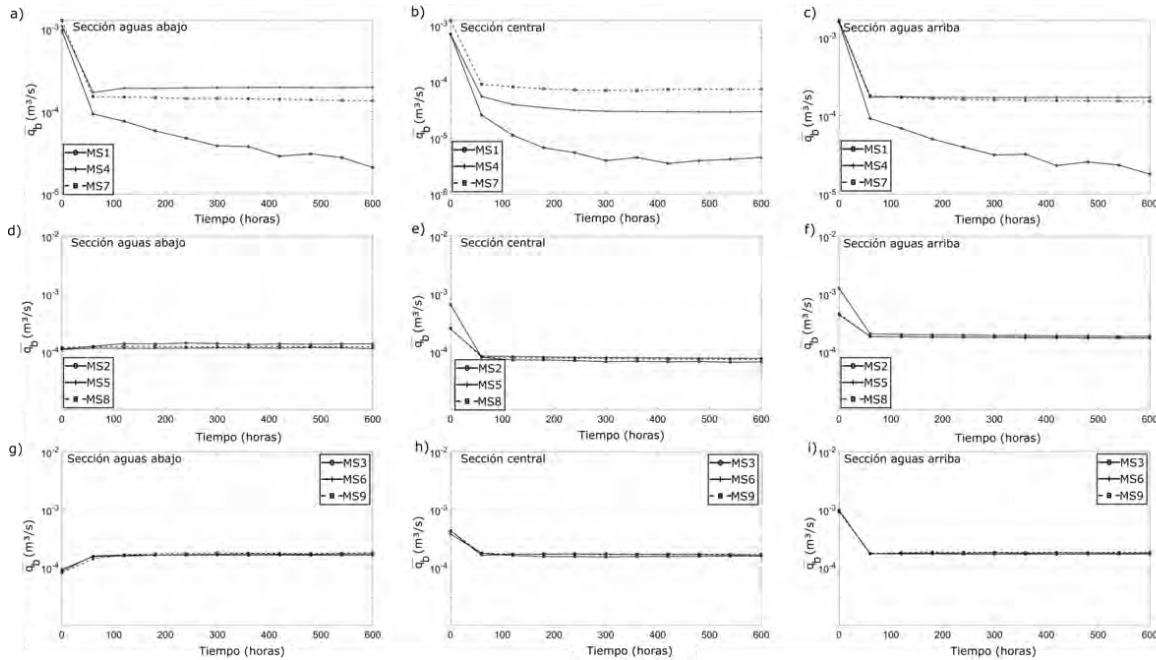 a) Sección aguas abajo
10⁻³
10⁻⁴
10⁻⁵
q̄_b (m³/s)
MS1
MS4
MS7
0 100 200 300 400 500 600
Tiempo (horas)
b) Sección central
10⁻³
10⁻⁴
10⁻⁵
10⁻⁶
q̄_b (m³/s)
MS1
MS4
MS7
0 100 200 300 400 500 600
Tiempo (horas)
c) Sección aguas arriba
10⁻³
10⁻⁴
10⁻⁵
q̄_b (m³/s)
MS1
MS4
MS7
0 100 200 300 400 500 600
Tiempo (horas)
d) Sección aguas abajo
10⁻²
10⁻³
10⁻⁴
q̄_b (m³/s)
MS2
MS5
MS8
0 100 200 300 400 500 600
Tiempo (horas)
e) Sección central
10⁻²
10⁻³
10⁻⁴
q̄_b (m³/s)
MS2
MS5
MS8
0 100 200 300 400 500 600
Tiempo (horas)
f) Sección aguas arriba
10⁻²
10⁻³
10⁻⁴
q̄_b (m³/s)
MS2
MS5
MS8
0 100 200 300 400 500 600
Tiempo (horas)
g) Sección aguas abajo
10⁻²
10⁻³
10⁻⁴
q̄_b (m³/s)
MS3
MS6
MS9
0 100 200 300 400 500 600
Tiempo (horas)
h) Sección central
10⁻²
10⁻³
10⁻⁴
q̄_b (m³/s)
MS3
MS6
MS9
0 100 200 300 400 500 600
Tiempo (horas)
i) Sección aguas arriba
10⁻²
10⁻³
10⁻⁴
q̄_b (m³/s)
MS3
MS6
MS9
0 100 200 300 400 500 600
Tiempo (horas)